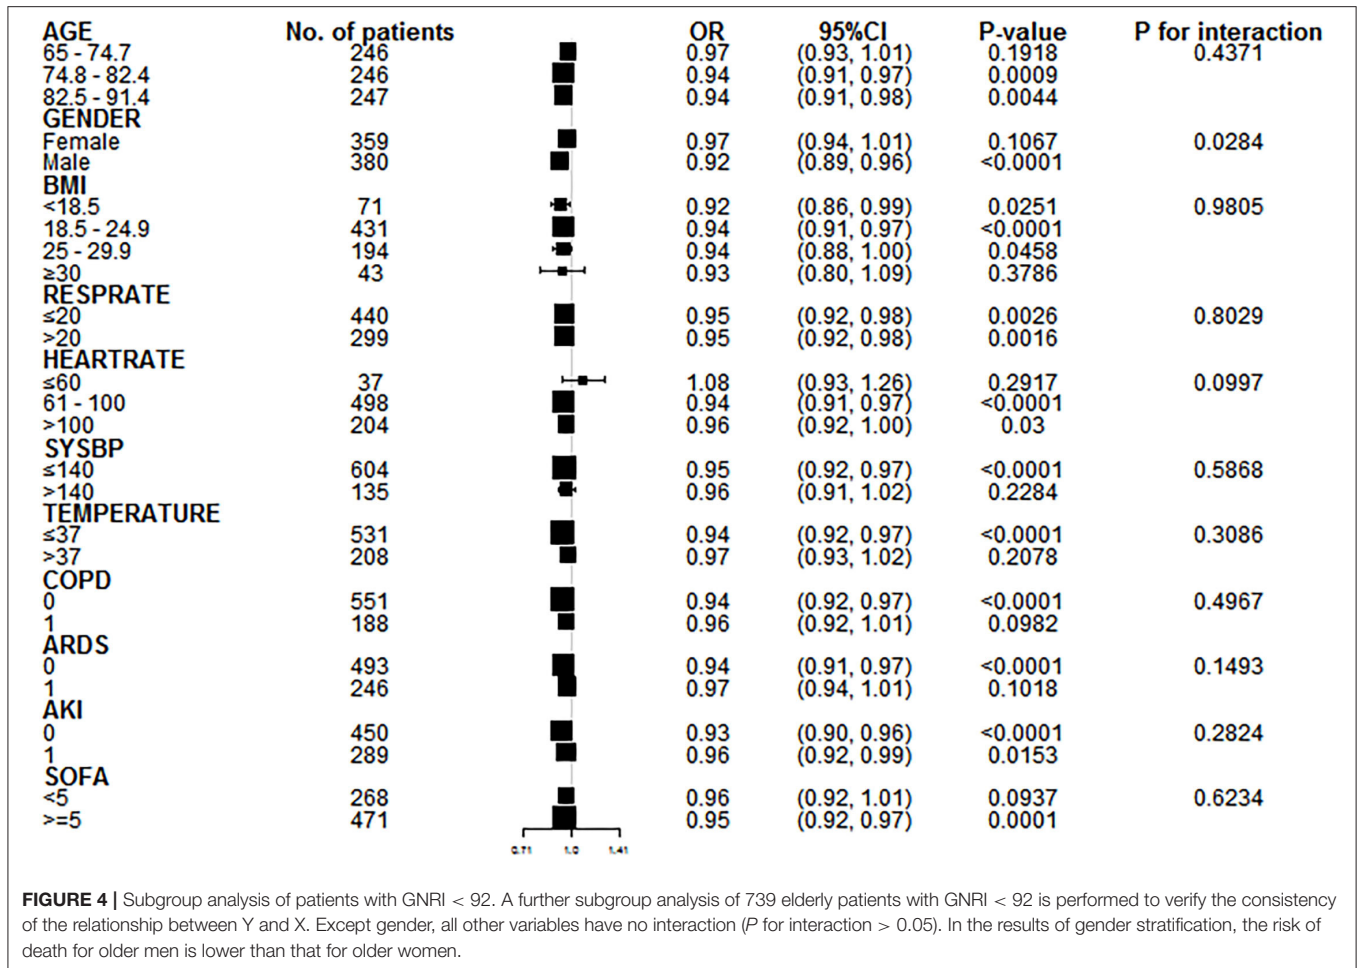 AGE No. of patients OR 95%CI P-value P for interaction
65 - 74.7 246 0.97 (0.93, 1.01) 0.1918 0.4371
74.8 - 82.4 246 0.94 (0.91, 0.97) 0.0009
82.5 - 91.4 247 0.94 (0.91, 0.98) 0.0044
GENDER
Female 359 0.97 (0.94, 1.01) 0.1067 0.0284
Male 380 0.92 (0.89, 0.96) <0.0001
BMI
<18.5 71 0.92 (0.86, 0.99) 0.0251 0.9805
18.5 - 24.9 431 0.94 (0.91, 0.97) <0.0001
25 - 29.9 194 0.94 (0.88, 1.00) 0.0458
≥30 43 0.93 (0.80, 1.09) 0.3786
RESPRATE
≤20 440 0.95 (0.92, 0.98) 0.0026 0.8029
>20 299 0.95 (0.92, 0.98) 0.0016
HEARTRATE
≤60 37 1.08 (0.93, 1.26) 0.2917 0.0997
61 - 100 498 0.94 (0.91, 0.97) <0.0001
>100 204 0.96 (0.92, 1.00) 0.03
SYSBP
≤140 604 0.95 (0.92, 0.97) <0.0001 0.5868
>140 135 0.96 (0.91, 1.02) 0.2284
TEMPERATURE
≤37 531 0.94 (0.92, 0.97) <0.0001 0.3086
>37 208 0.97 (0.93, 1.02) 0.2078
COPD
0 551 0.94 (0.92, 0.97) <0.0001 0.4967
1 188 0.96 (0.92, 1.01) 0.0982
ARDS
0 493 0.94 (0.91, 0.97) <0.0001 0.1493
1 246 0.97 (0.94, 1.01) 0.1018
AKI
0 450 0.93 (0.90, 0.96) <0.0001 0.2824
1 289 0.96 (0.92, 0.99) 0.0153
SOFA
<5 268 0.96 (0.92, 1.01) 0.0937 0.6234
>=5 471 0.95 (0.92, 0.97) 0.0001
0.71 1.0 1.41
FIGURE 4 | Subgroup analysis of patients with GNRI < 92. A further subgroup analysis of 739 elderly patients with GNRI < 92 is performed to verify the consistency
of the relationship between Y and X. Except gender, all other variables have no interaction (P for interaction > 0.05). In the results of gender stratification, the risk of
death for older men is lower than that for older women.